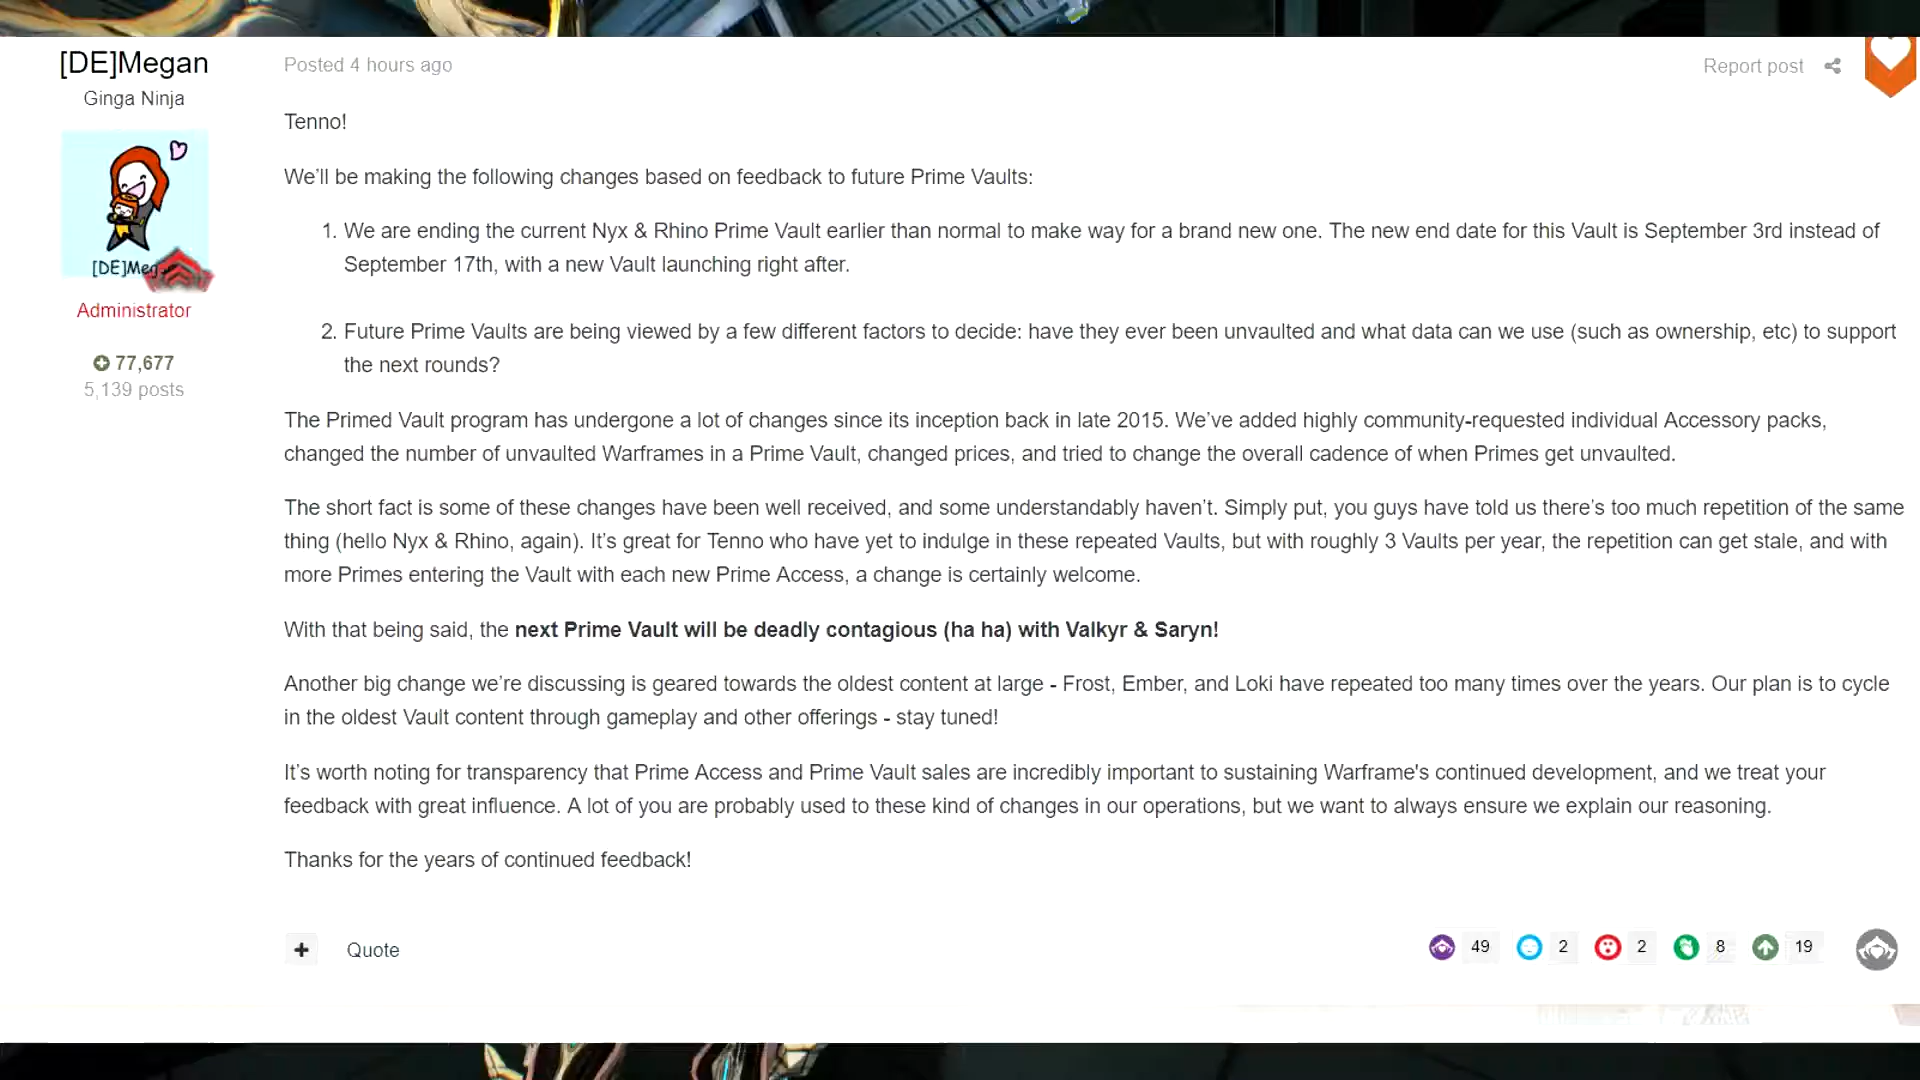 [DE]Megan
Ginga Ninja
[DE]Meg
Administrator
77,677
5,139 posts
Posted 4 hours ago
Report post
Tenno!
We'll be making the following changes based on feedback to future Prime Vaults:
1. We are ending the current Nyx & Rhino Prime Vault earlier than normal to make way for a brand new one. The new end date for this Vault is September 3rd instead of
September 17th, with a new Vault launching right after.
2. Future Prime Vaults are being viewed by a few different factors to decide: have they ever been unvaulted and what data can we use (such as ownership, etc) to support
the next rounds?
The Primed Vault program has undergone a lot of changes since its inception back in late 2015. We've added highly community-requested individual Accessory packs,
changed the number of unvaulted Warframes in a Prime Vault, changed prices, and tried to change the overall cadence of when Primes get unvaulted.
The short fact is some of these changes have been well received, and some understandably haven't. Simply put, you guys have told us there's too much repetition of the same
thing (hello Nyx & Rhino, again). It's great for Tenno who have yet to indulge in these repeated Vaults, but with roughly 3 Vaults per year, the repetition can get stale, and with
more Primes entering the Vault with each new Prime Access, a change is certainly welcome.
With that being said, the next Prime Vault will be deadly contagious (ha ha) with Valkyr & Saryn!
Another big change we're discussing is geared towards the oldest content at large - Frost, Ember, and Loki have repeated too many times over the years. Our plan is to cycle
in the oldest Vault content through gameplay and other offerings - stay tuned!
It's worth noting for transparency that Prime Access and Prime Vault sales are incredibly important to sustaining Warframe's continued development, and we treat your
feedback with great influence. A lot of you are probably used to these kind of changes in our operations, but we want to always ensure we explain our reasoning.
Thanks for the years of continued feedback!
+ Quote
49 2 2 8 19